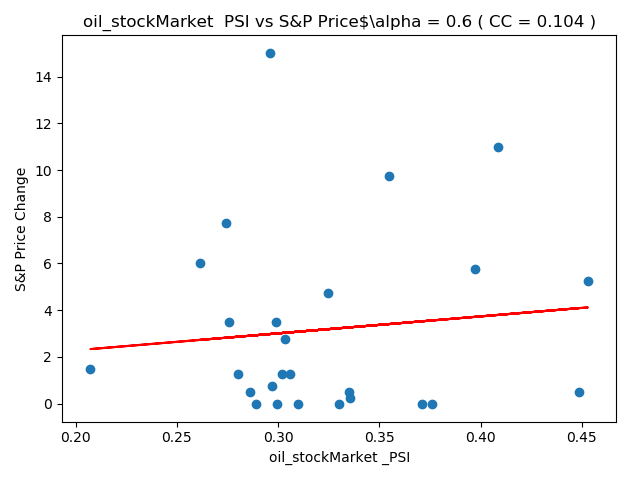 oil_stockMarket  PSI vs S&P Price$\alpha = 0.6 ( CC = 0.104 )
14
12
10
8
6
4
2
0
S&P Price Change
0.20 0.25 0.30 0.35 0.40 0.45
oil_stockMarket _PSI